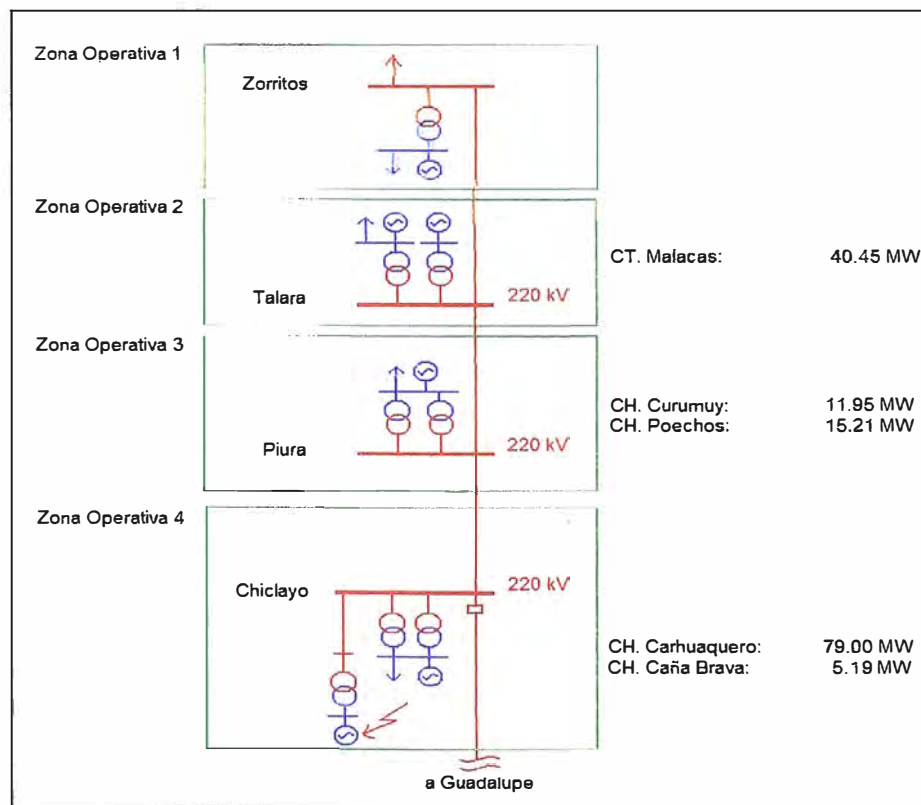 Zona Operativa 1
Zorritos
Zona Operativa 2
CT. Malacas: 40.45 MW
Talara 220 kV
Zona Operativa 3
CH. Curumuy: 11.95 MW
CH. Poechos: 15.21 MW
Piura 220 kV
Zona Operativa 4
Chiclayo 220 kV
CH. Carhuaquero: 79.00 MW
CH. Caña Brava: 5.19 MW
a Guadalupe